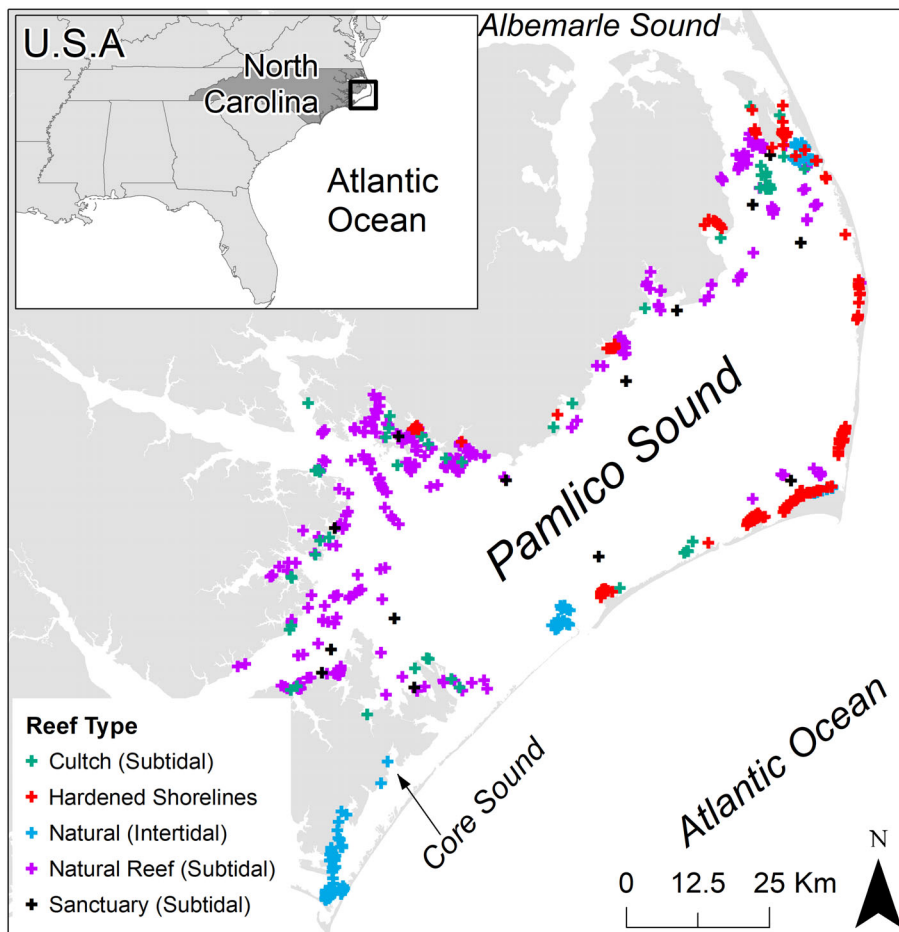 U.S.A
North
Carolina
Atlantic
Ocean
Albemarle Sound
Pamlico Sound
Core Sound
Atlantic Ocean
Reef Type
Cultch (Subtidal)
Hardened Shorelines
Natural (Intertidal)
Natural Reef (Subtidal)
Sanctuary (Subtidal)
N
0 12.5 25 Km